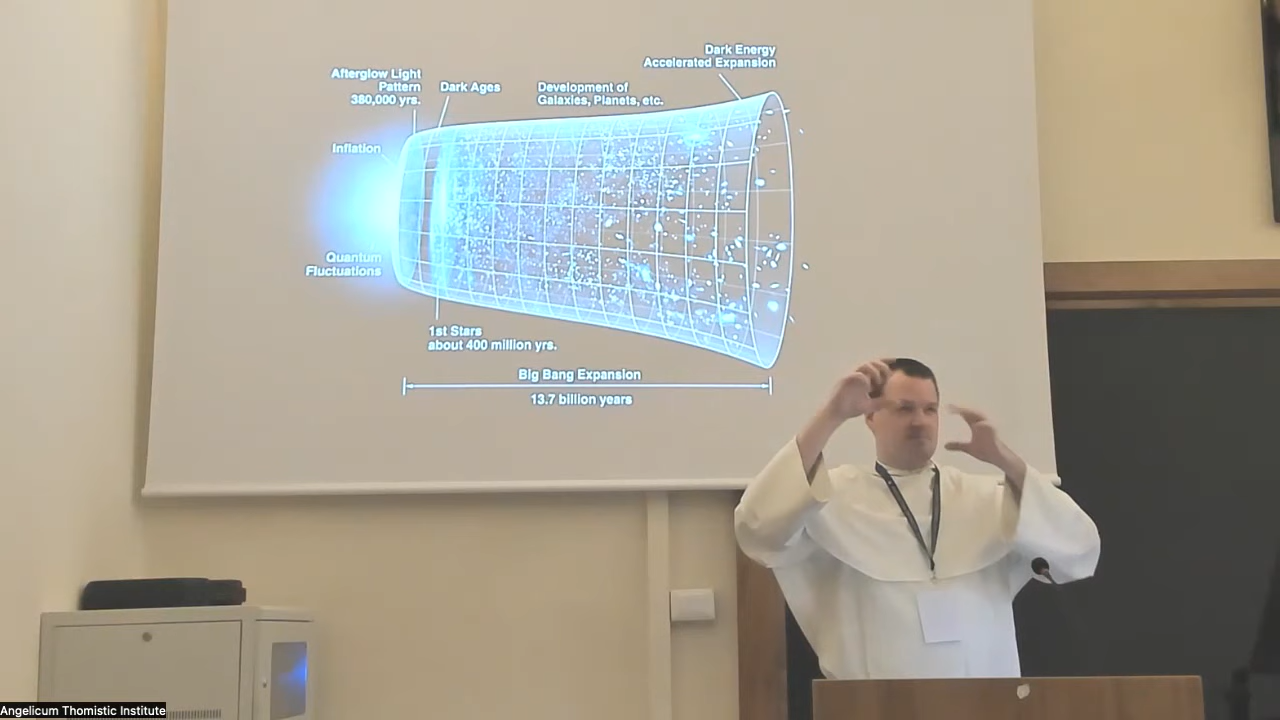 Dark Energy
Accelerated Expansion
Afterglow Light
Pattern
380,000 yrs.
Dark Ages
Development of
Galaxies, Planets, etc.
Inflation
Quantum
Fluctuations
1st Stars
about 400 million yrs.
Big Bang Expansion
13.7 billion years
Angelicum Thomistic Institute